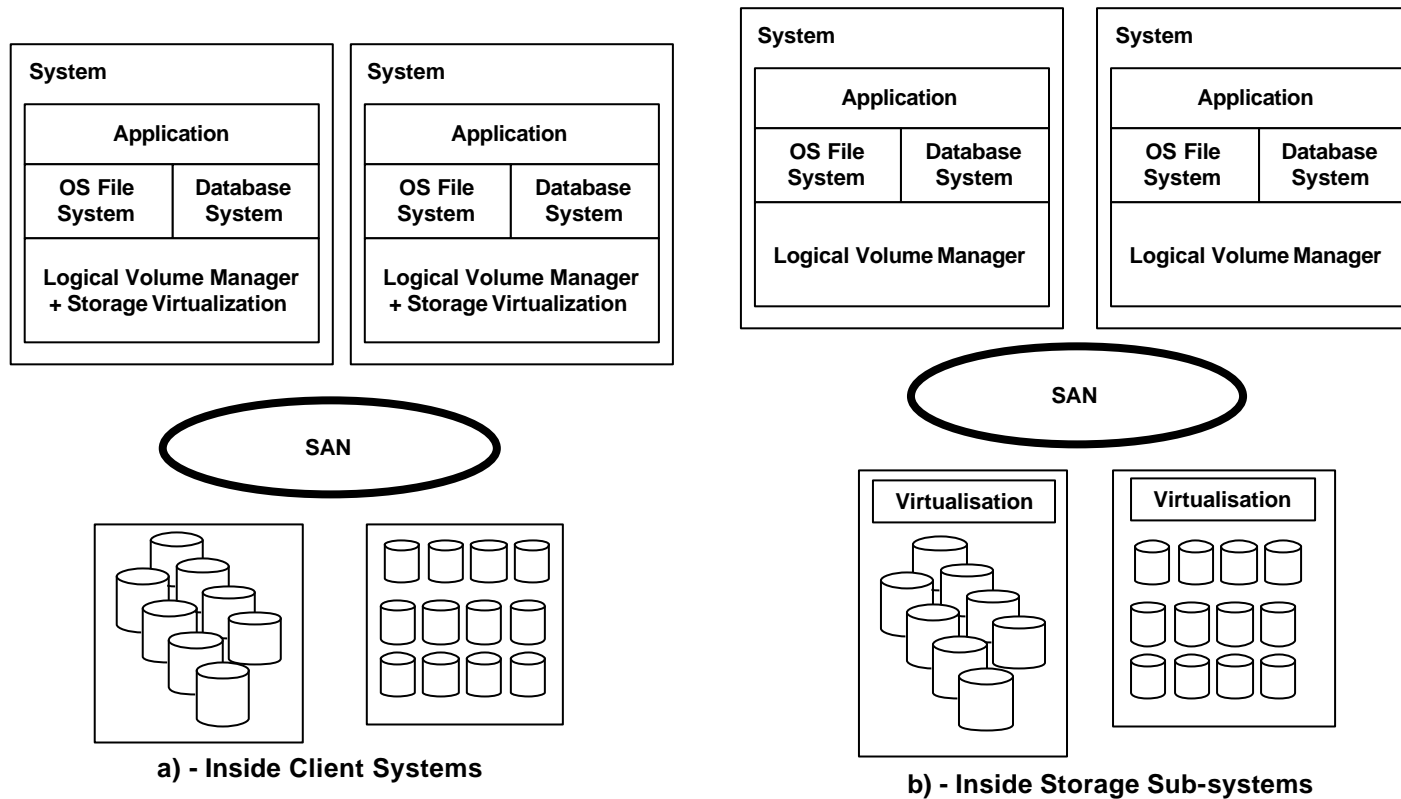 System
Application
OS File
System
Database
System
Logical Volume Manager
+ Storage Virtualization
System
Application
OS File
System
Database
System
Logical Volume Manager
+ Storage Virtualization
SAN
a) - Inside Client Systems
System
Application
OS File
System
Database
System
Logical Volume Manager
System
Application
OS File
System
Database
System
Logical Volume Manager
SAN
Virtualisation
Virtualisation
b) - Inside Storage Sub-systems